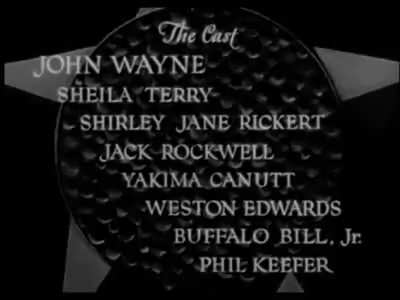 The Cast
JOHN WAYNE
SHEILA TERRY
SHIRLEY JANE RICKERT
JACK ROCKWELL
YAKIMA CANUTT
WESTON EDWARDS
BUFFALO BILL, Jr.
PHIL KEEFER